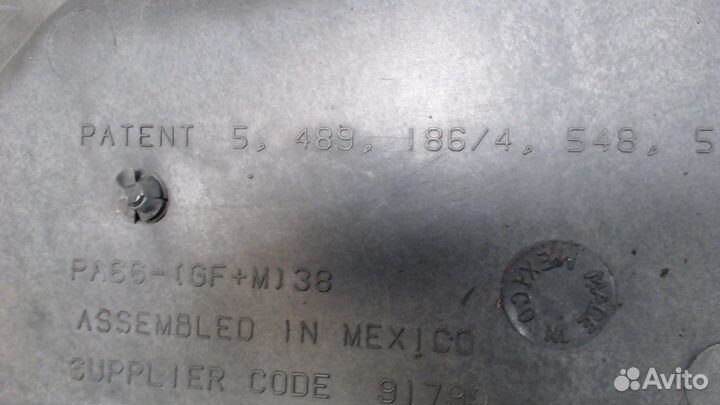 PATENT 5, 489, 186/4, 548, 5
PA66-(GF+M)38
MADE IN MEXICO
ASSEMBLED IN MEXICO
SUPPLIER CODE
Avito